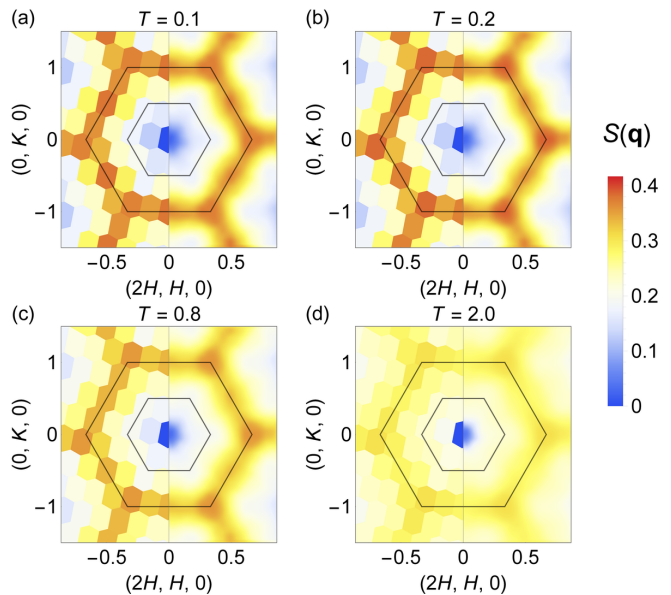 (a) T = 0.1
(b) T = 0.2
(0, K, 0)
1
0
−1
−0.5 0 0.5
(2H, H, 0)
(0, K, 0)
1
0
−1
−0.5 0 0.5
(2H, H, 0)
(c) T = 0.8
(d) T = 2.0
(0, K, 0)
1
0
−1
−0.5 0 0.5
(2H, H, 0)
(0, K, 0)
1
0
−1
−0.5 0 0.5
(2H, H, 0)
S(q)
0.4
0.3
0.2
0.1
0